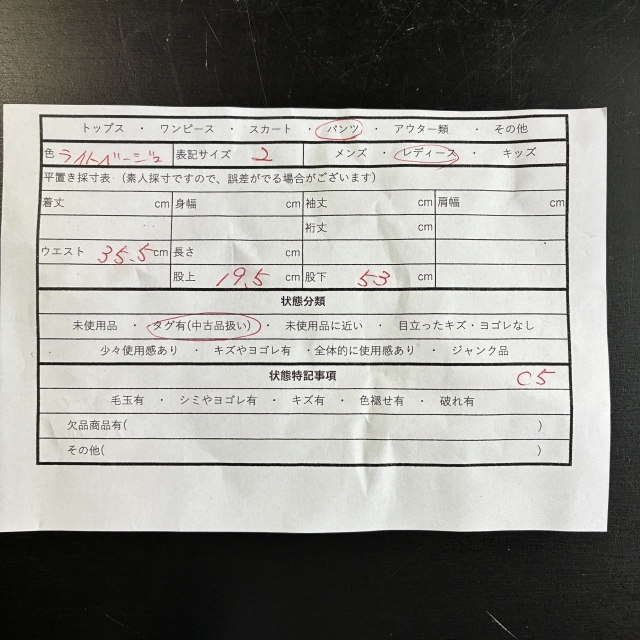 トップス ・ ワンピース ・ スカート ・ パンツ ・ アウター類 ・ その他
色 ライトベージュ 表記サイズ 2 メンズ ・ レディース ・ キッズ
平置き採寸表 (素人採寸ですので、誤差がでる場合がございます)
着丈 cm 身幅 cm 袖丈 cm 肩幅 cm
裄丈 cm
ウエスト 35.5 cm 長さ cm
股上 19.5 cm 股下 53 cm
状態分類
未使用品 ・ タグ有(中古品扱い) ・ 未使用品に近い ・ 目立ったキズ・ヨゴレなし
少々使用感あり ・ キズやヨゴレ有 ・全体的に使用感あり ・ ジャンク品
状態特記事項 C5
毛玉有 ・ シミやヨゴレ有 ・ キズ有 ・ 色褪せ有 ・ 破れ有
欠品商品有( )
その他( )